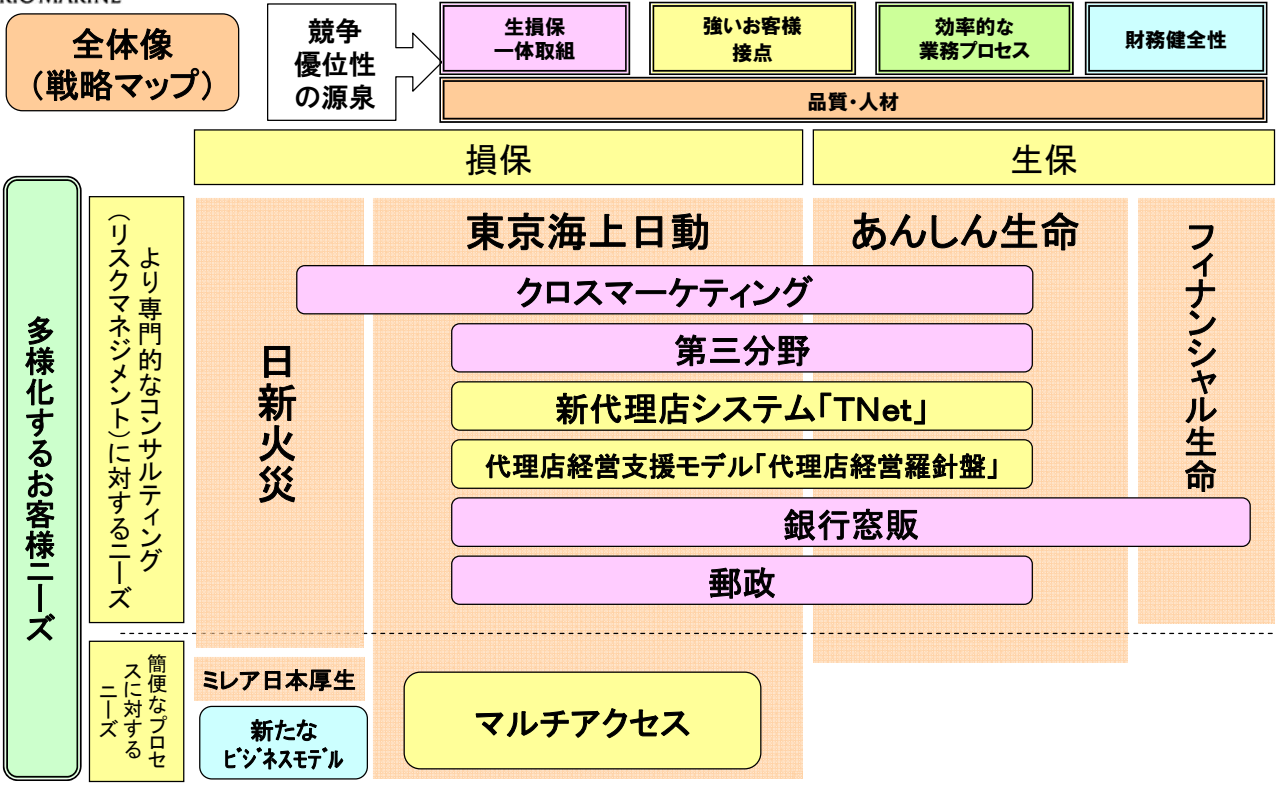 全体像
(戦略マップ)
競争
優位性
の源泉
生損保
一体取組
強いお客様
接点
効率的な
業務プロセス
財務健全性
品質・人材
損保
生保
多様化するお客様ニーズ
より専門的なコンサルティング
(リスクマネジメント)に対するニーズ
日新火災
東京海上日動
あんしん生命
フィナンシャル生命
クロスマーケティング
第三分野
新代理店システム「TNet」
代理店経営支援モデル「代理店経営羅針盤」
銀行窓販
郵政
簡便なプロセ
スに対する
ニーズ
ミレア日本厚生
新たな
ビジネスモデル
マルチアクセス